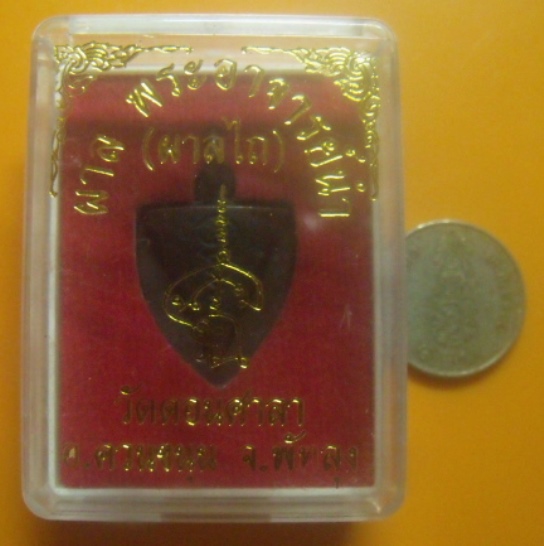 ผาล พระอาจารย์นำ
(ผาลไถ)
วัดดอนศาลา
อ.ควนขนุน จ.พัทลุง